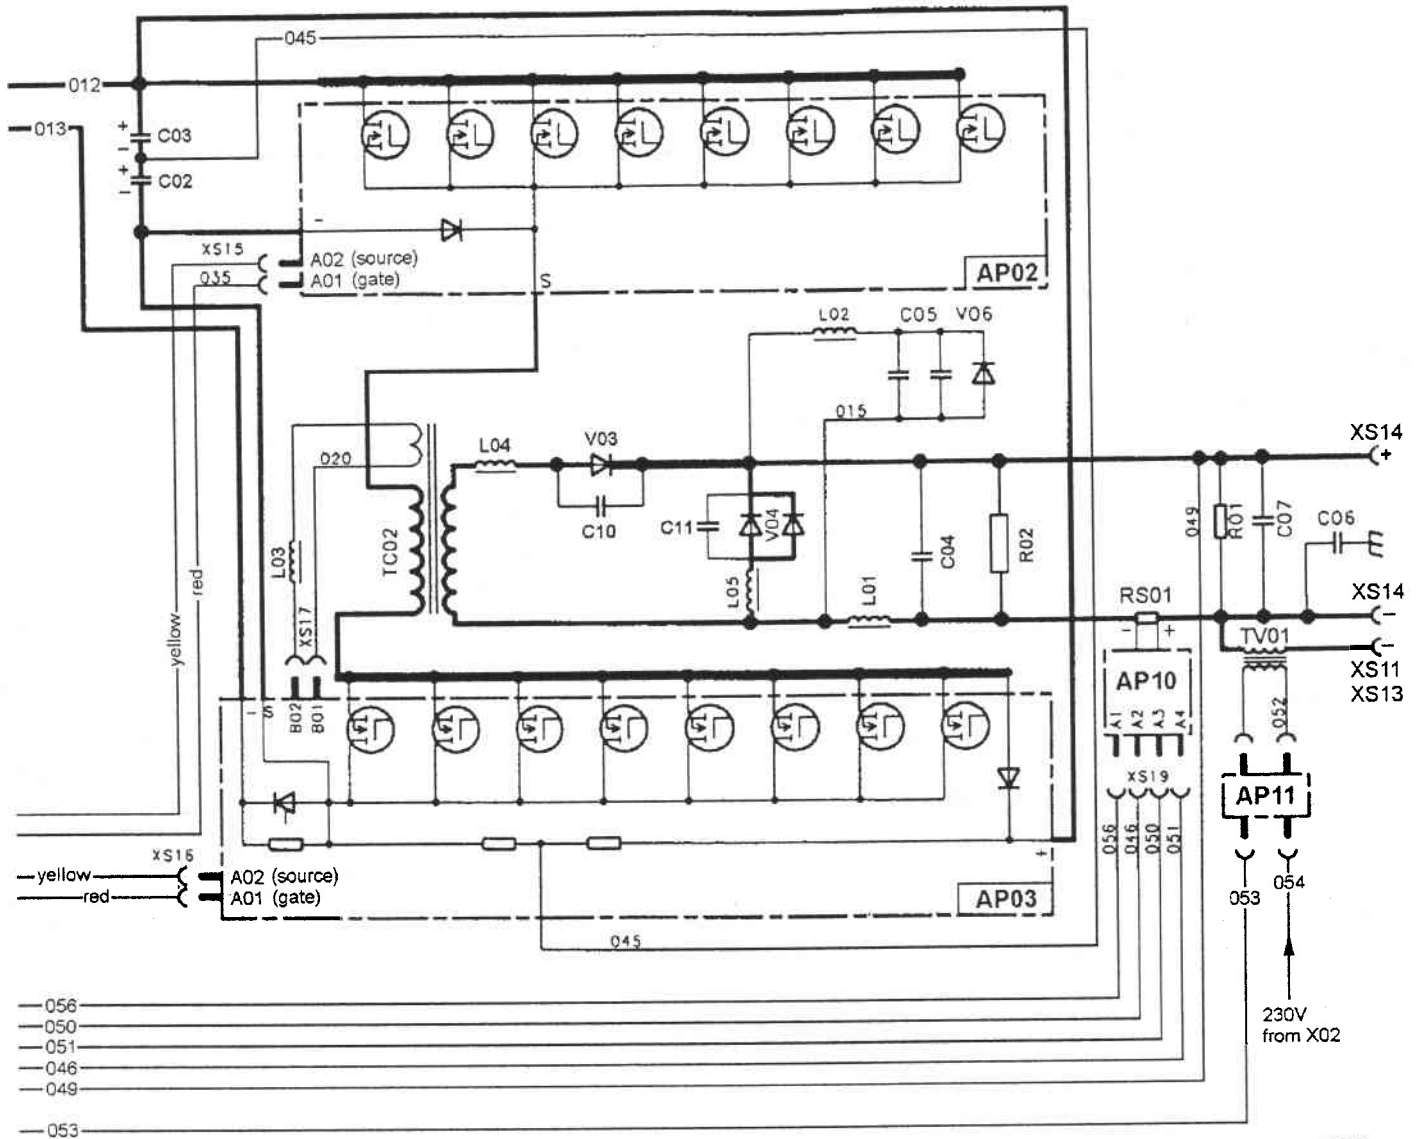 045
012
013
+
C03
-
+
C02
-
-
XS15
A02 (source)
035
A01 (gate)
S
AP02
L02
C05
V06
015
XS14
+
L04
V03
020
C10
C11
V04
TC02
L03
L05
L01
C04
R02
049
R01
C07
C06
XS17
yellow
red
RS01
-
+
XS14
-
TV01
-
XS11
XS13
AP10
A1
A2
A3
A4
052
-
S
B02
B01
XS19
AP11
056
046
050
051
+
XS16
yellow
A02 (source)
red
A01 (gate)
AP03
053
054
045
056
050
051
046
049
053
230V
from X02